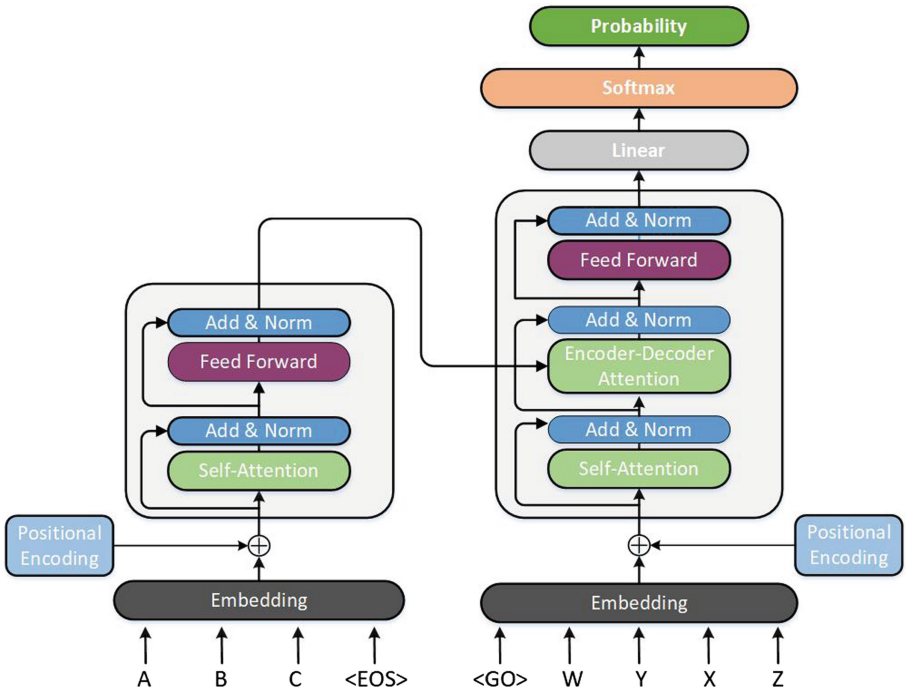 Probability
Softmax
Linear
Add & Norm
Feed Forward
Add & Norm
Encoder-Decoder
Attention
Add & Norm
Self-Attention
Add & Norm
Feed Forward
Add & Norm
Self-Attention
Positional
Encoding
Positional
Encoding
Embedding
Embedding
A B C <EOS>
<GO> W Y X Z